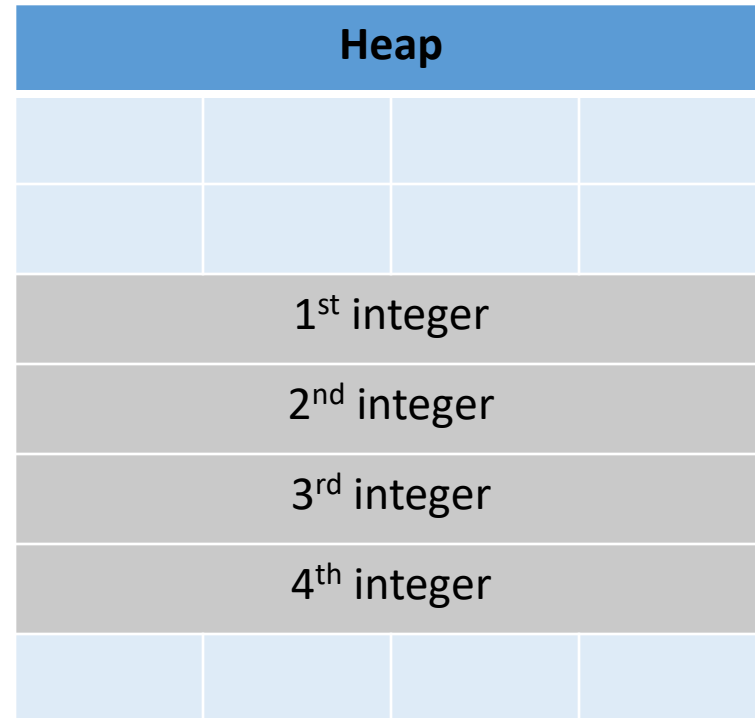 Heap
1st integer
2nd integer
3rd integer
4th integer